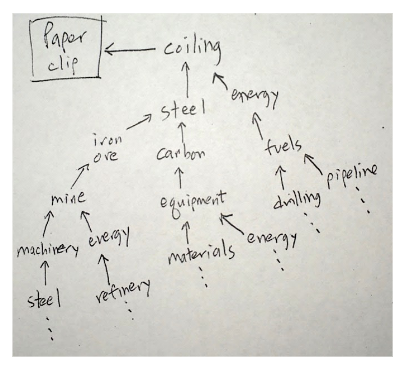 Paper
clip
coiling
steel
energy
iron
ore
carbon
fuels
mine
equipment
drilling
pipeline
machinery
energy
materials
energy
steel
refinery